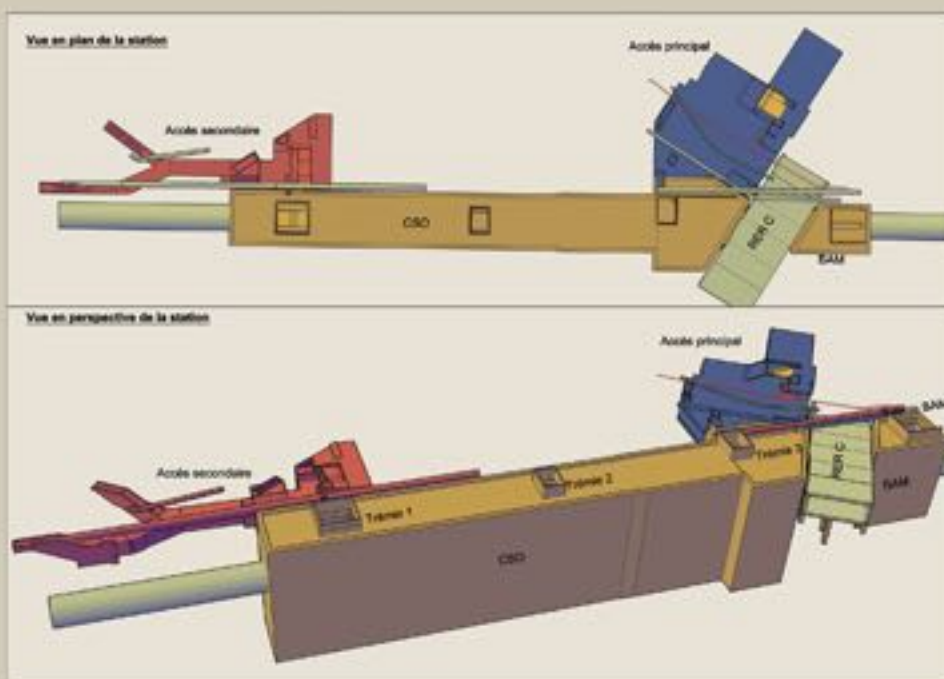 Vue en plan de la station
Accès principal
Accès secondaire
CSO
RER C
BAM
Vue en perspective de la station
Accès principal
BAM
Accès secondaire
Trémie 3
RER C
Trémie 2
BAM
Trémie 1
CSO